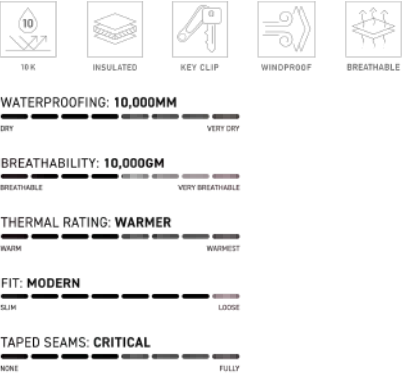 10
10 K
INSULATED
KEY CLIP
WINDPROOF
BREATHABLE
WATERPROOFING: 10,000MM
DRY
VERY DRY
BREATHABILITY: 10,000GM
BREATHABLE
VERY BREATHABLE
THERMAL RATING: WARMER
WARM
WARMEST
FIT: MODERN
SLIM
LOOSE
TAPED SEAMS: CRITICAL
NONE
FULLY